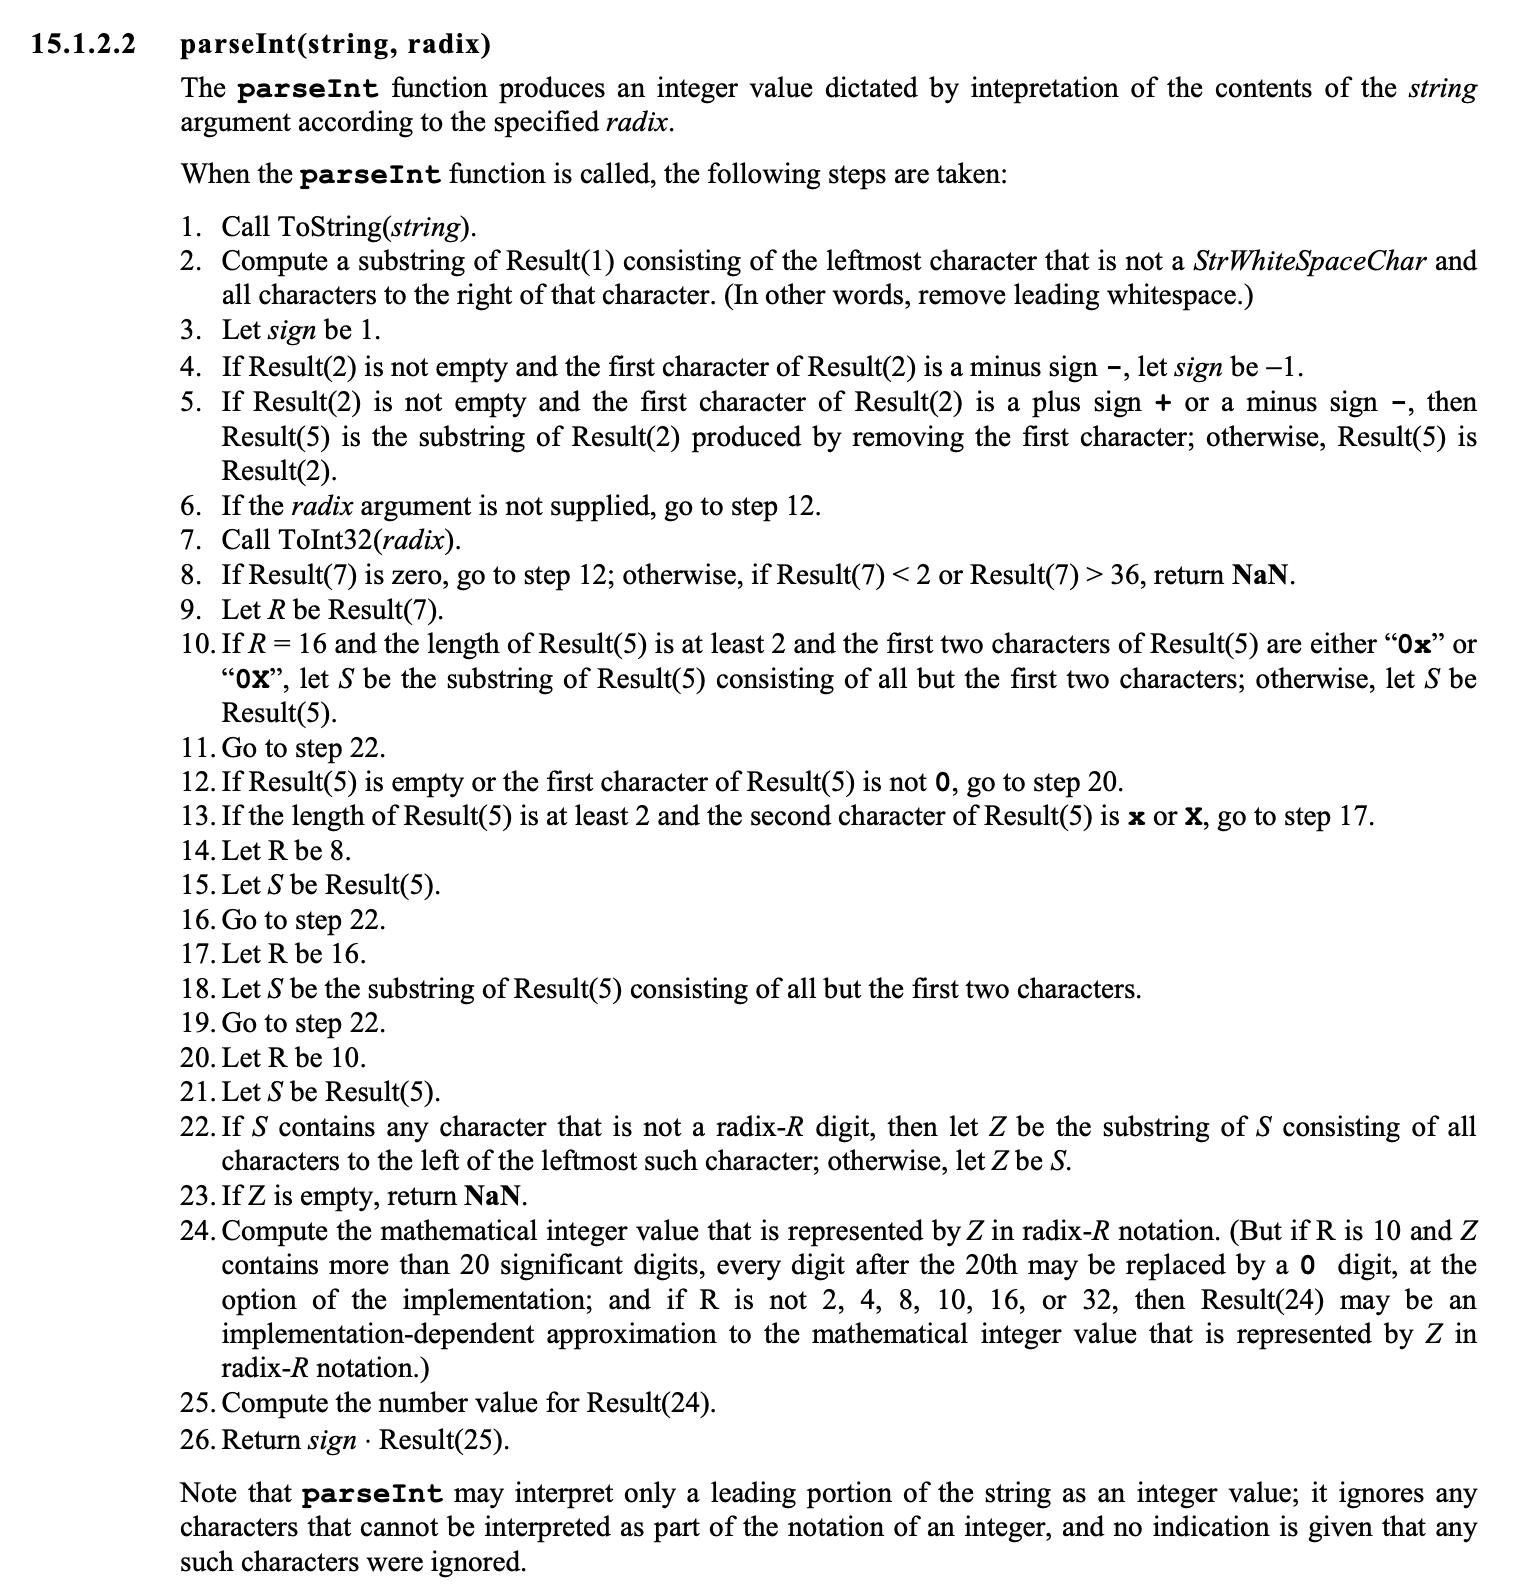 15.1.2.2 parseInt(string, radix)
The parseInt function produces an integer value dictated by intepretation of the contents of the string
argument according to the specified radix.
When the parseInt function is called, the following steps are taken:
1. Call ToString(string).
2. Compute a substring of Result(1) consisting of the leftmost character that is not a StrWhiteSpaceChar and
all characters to the right of that character. (In other words, remove leading whitespace.)
3. Let sign be 1.
4. If Result(2) is not empty and the first character of Result(2) is a minus sign -, let sign be −1.
5. If Result(2) is not empty and the first character of Result(2) is a plus sign + or a minus sign -, then
Result(5) is the substring of Result(2) produced by removing the first character; otherwise, Result(5) is
Result(2).
6. If the radix argument is not supplied, go to step 12.
7. Call ToInt32(radix).
8. If Result(7) is zero, go to step 12; otherwise, if Result(7) < 2 or Result(7) > 36, return NaN.
9. Let R be Result(7).
10. If R = 16 and the length of Result(5) is at least 2 and the first two characters of Result(5) are either “0x” or
“0X”, let S be the substring of Result(5) consisting of all but the first two characters; otherwise, let S be
Result(5).
11. Go to step 22.
12. If Result(5) is empty or the first character of Result(5) is not 0, go to step 20.
13. If the length of Result(5) is at least 2 and the second character of Result(5) is x or X, go to step 17.
14. Let R be 8.
15. Let S be Result(5).
16. Go to step 22.
17. Let R be 16.
18. Let S be the substring of Result(5) consisting of all but the first two characters.
19. Go to step 22.
20. Let R be 10.
21. Let S be Result(5).
22. If S contains any character that is not a radix-R digit, then let Z be the substring of S consisting of all
characters to the left of the leftmost such character; otherwise, let Z be S.
23. If Z is empty, return NaN.
24. Compute the mathematical integer value that is represented by Z in radix-R notation. (But if R is 10 and Z
contains more than 20 significant digits, every digit after the 20th may be replaced by a 0 digit, at the
option of the implementation; and if R is not 2, 4, 8, 10, 16, or 32, then Result(24) may be an
implementation-dependent approximation to the mathematical integer value that is represented by Z in
radix-R notation.)
25. Compute the number value for Result(24).
26. Return sign · Result(25).
Note that parseInt may interpret only a leading portion of the string as an integer value; it ignores any
characters that cannot be interpreted as part of the notation of an integer, and no indication is given that any
such characters were ignored.